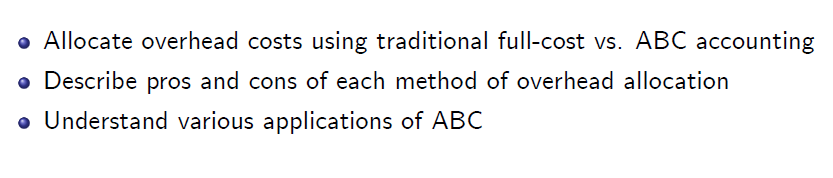 Allocate overhead costs using traditional full-cost vs. ABC accounting
Describe pros and cons of each method of overhead allocation
Understand various applications of ABC